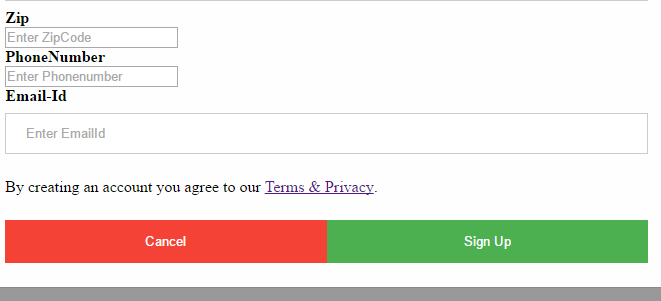 Zip
Enter ZipCode
PhoneNumber
Enter Phonenumber
Email-Id
Enter EmailId
By creating an account you agree to our Terms & Privacy.
Cancel Sign Up